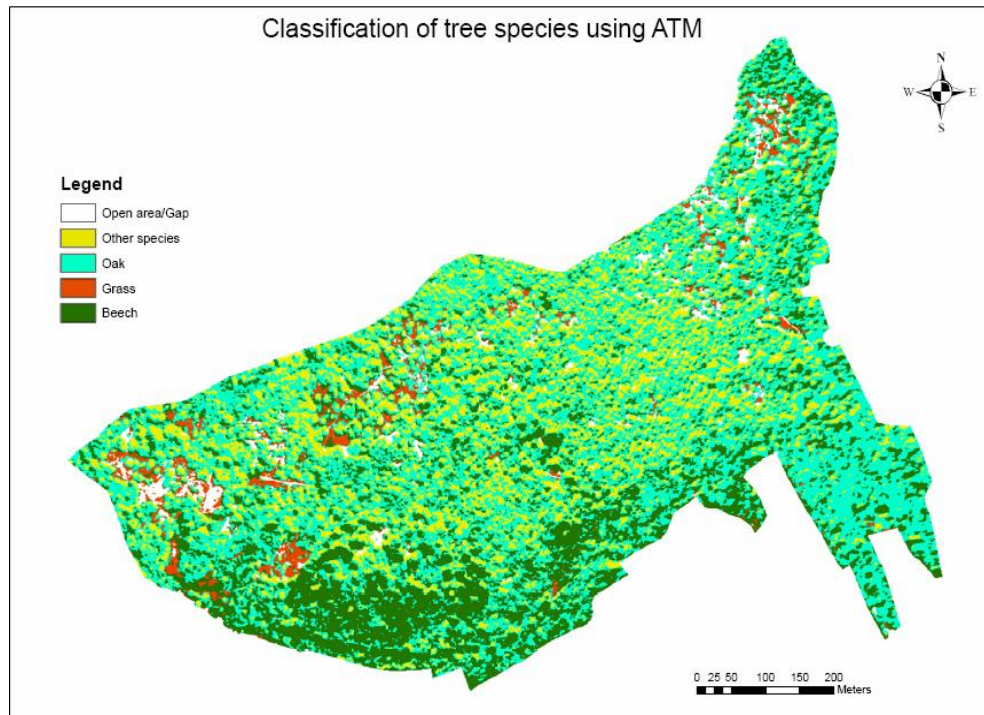 Classification of tree species using ATM
N
W E
S
Legend
Open area/Gap
Other species
Oak
Grass
Beech
0 25 50 100 150 200
Meters